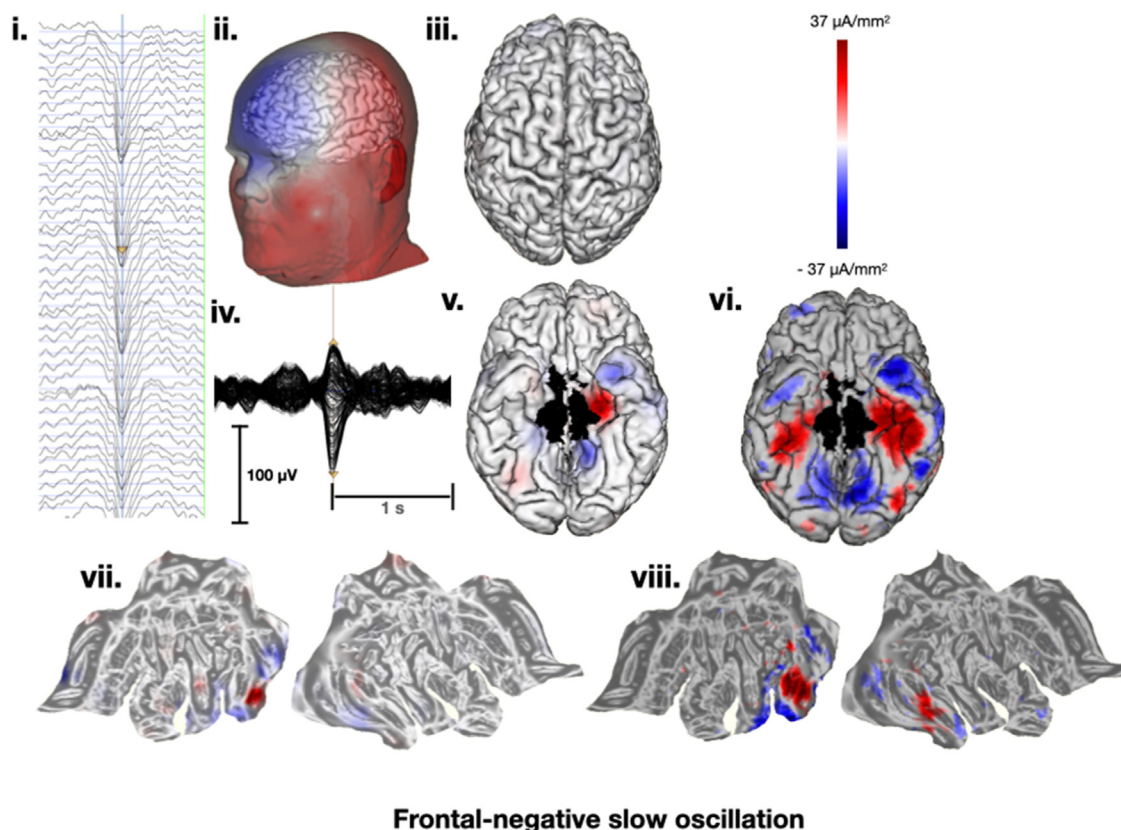 i.
ii.
iii.
37 µA/mm²
- 37 µA/mm²
iv.
100 µV
1 s
v.
vi.
vii.
viii.
Frontal-negative slow oscillation